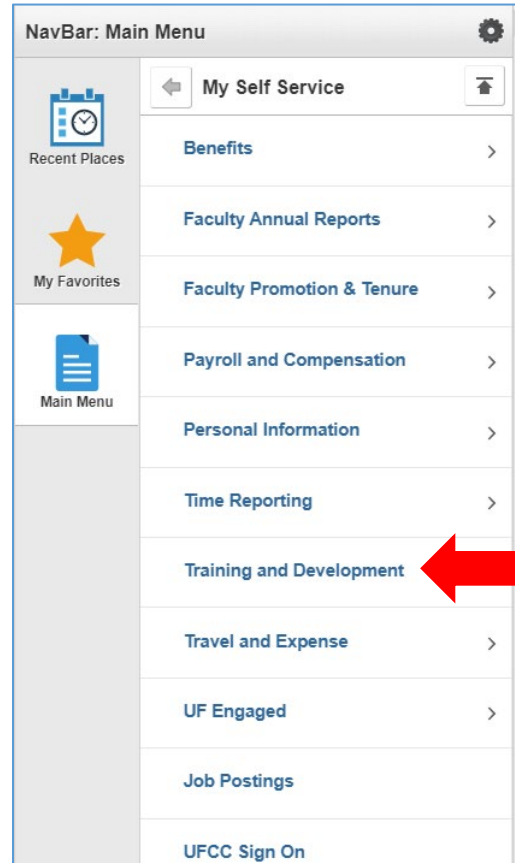 NavBar: Main Menu
My Self Service
Recent Places
My Favorites
Main Menu
Benefits
Faculty Annual Reports
Faculty Promotion & Tenure
Payroll and Compensation
Personal Information
Time Reporting
Training and Development
Travel and Expense
UF Engaged
Job Postings
UFCC Sign On